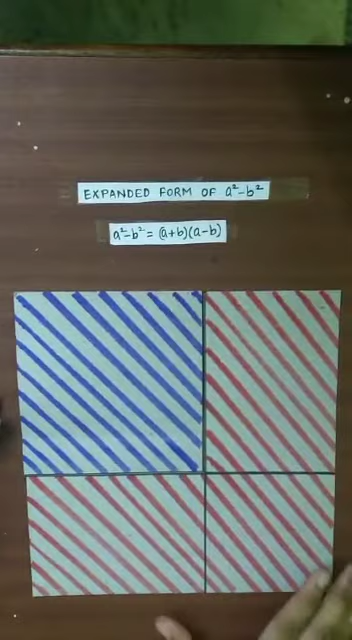 EXPANDED FORM OF a²-b²
a²-b² = (a+b)(a-b)